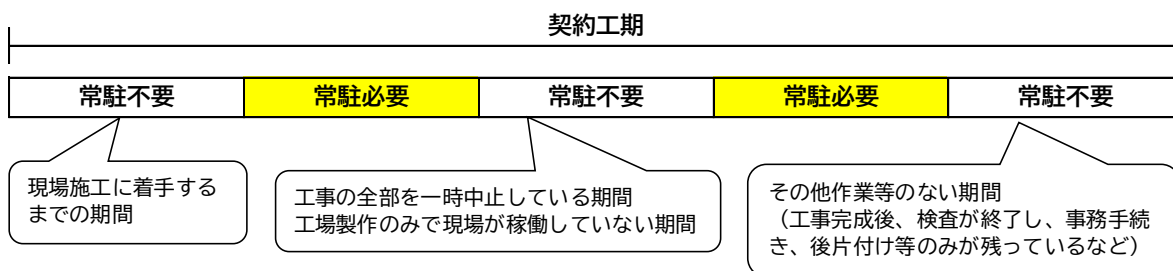 契約工期
常駐不要
常駐必要
常駐不要
常駐必要
常駐不要
現場施工に着手する
までの期間
工事の全部を一時中止している期間
工場製作のみで現場が稼働していない期間
その他作業等のない期間
（工事完成後、検査が終了し、事務手続
き、後片付け等のみが残っているなど）